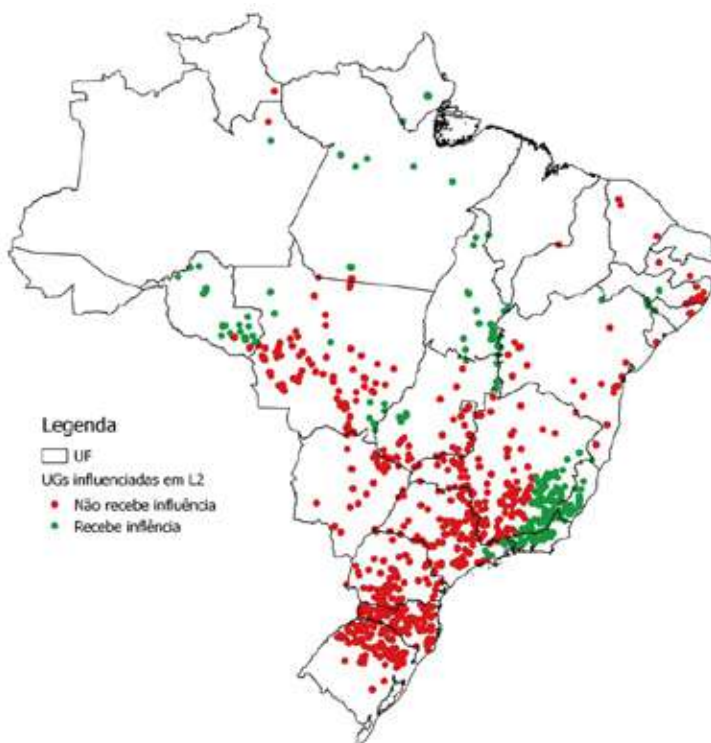 Legenda
UF
UGs influenciadas em L2
Não recebe influência
Recebe inflência